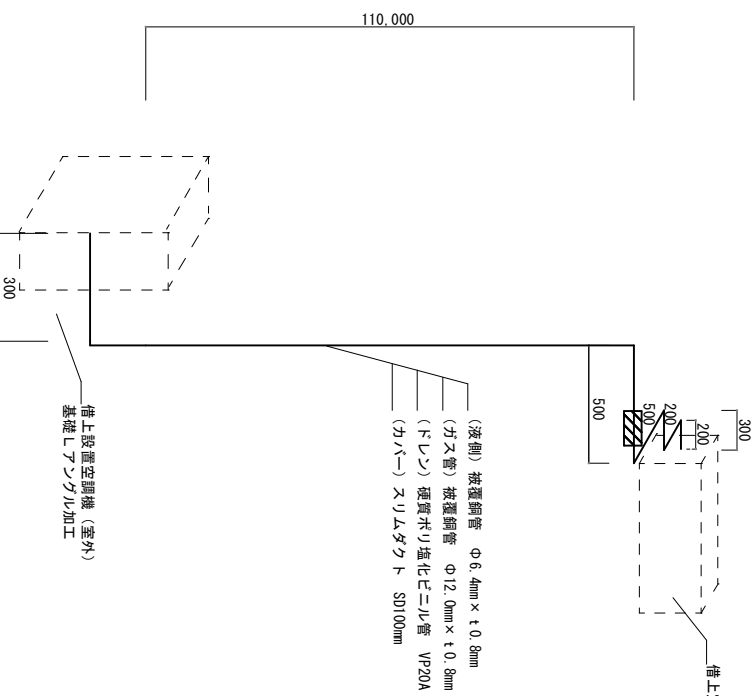 110,000
300
200
200
500
500
300
(液側) 被覆銅管 Φ6.4mm×t0.8mm
(ガス管) 被覆銅管 Φ12.0mm×t0.8mm
(ドレン) 硬質ポリ塩化ビニル管 VP20A
(カバー) スリムダクト SD100mm
借上設置空調機 (室外)
基礎Lアングル加工
借上